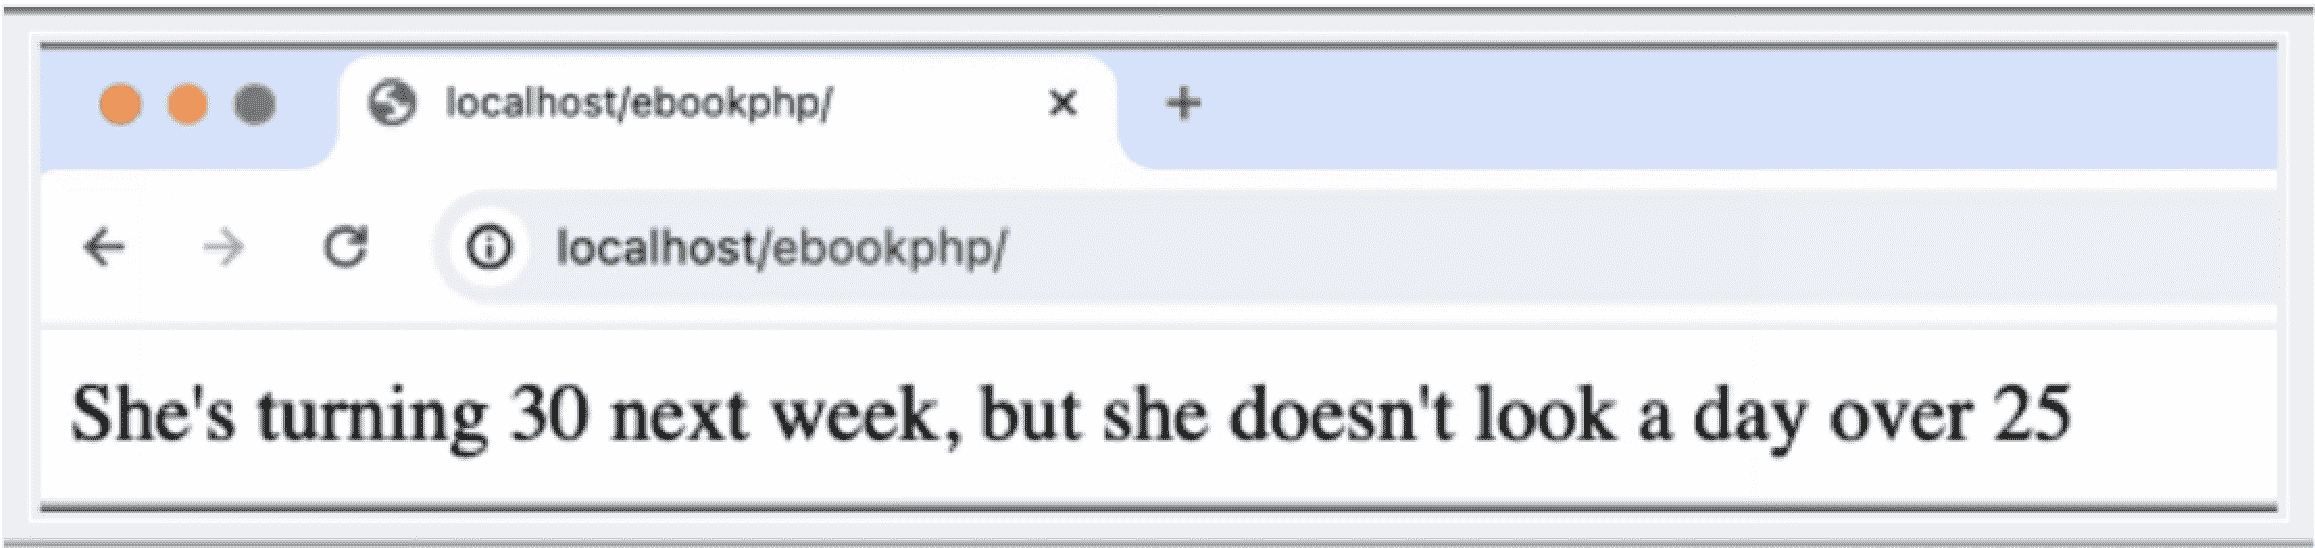 localhost/ebookphp/
localhost/ebookphp/
She's turning 30 next week, but she doesn't look a day over 25